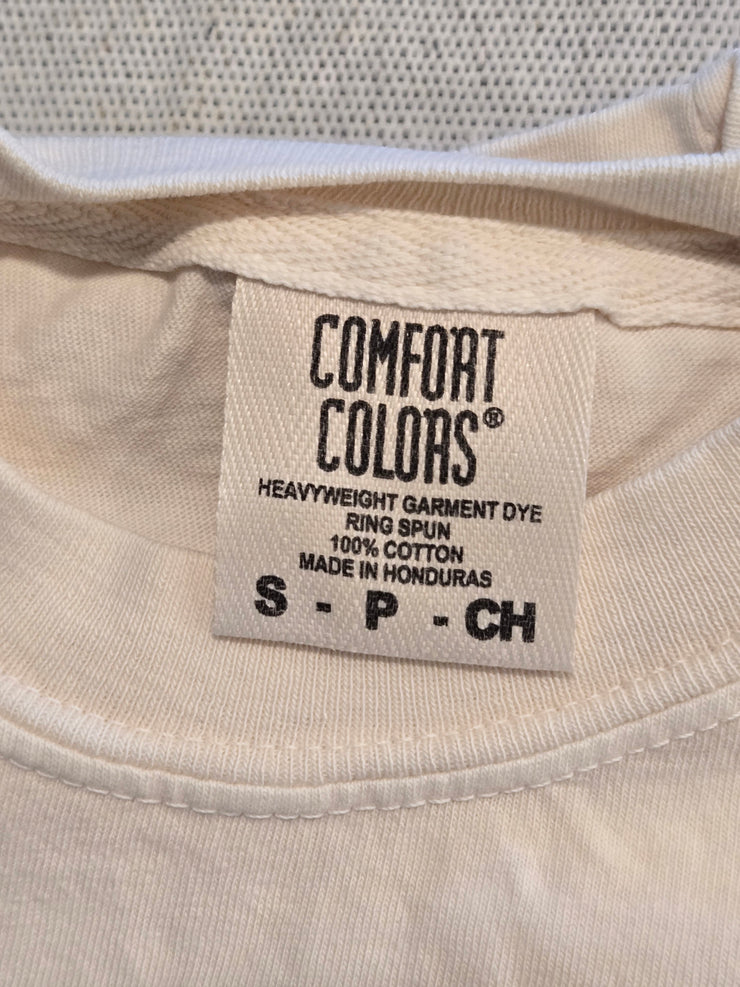 COMFORT
COLORS®
HEAVYWEIGHT GARMENT DYE
RING SPUN
100% COTTON
MADE IN HONDURAS
S - P - CH